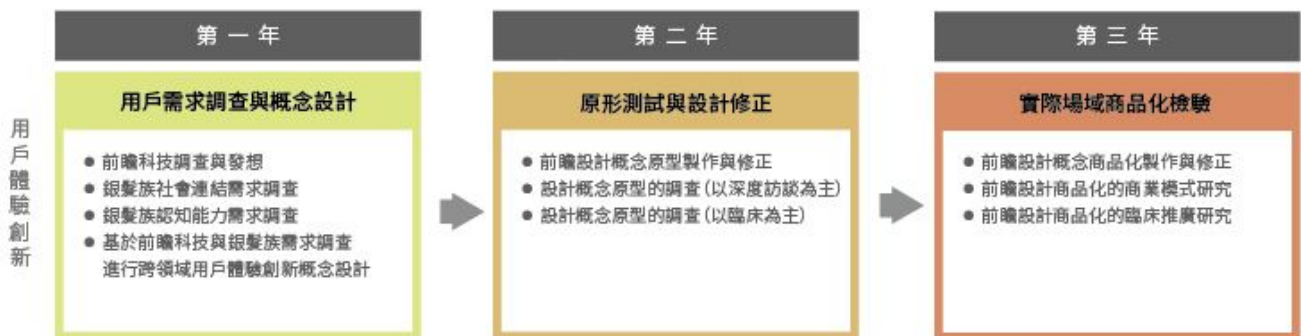 第一年
第二年
第三年
用戶體驗創新
用戶需求調查與概念設計
● 前瞻科技調查與發想
● 銀髮族社會連結需求調查
● 銀髮族認知能力需求調查
● 基於前瞻科技與銀髮族需求調查
進行跨領域用戶體驗創新概念設計
原形測試與設計修正
● 前瞻設計概念原型製作與修正
● 設計概念原型的調查(以深度訪談為主)
● 設計概念原型的調查(以臨床為主)
實際場域商品化檢驗
● 前瞻設計概念商品化製作與修正
● 前瞻設計商品化的商業模式研究
● 前瞻設計商品化的臨床推廣研究